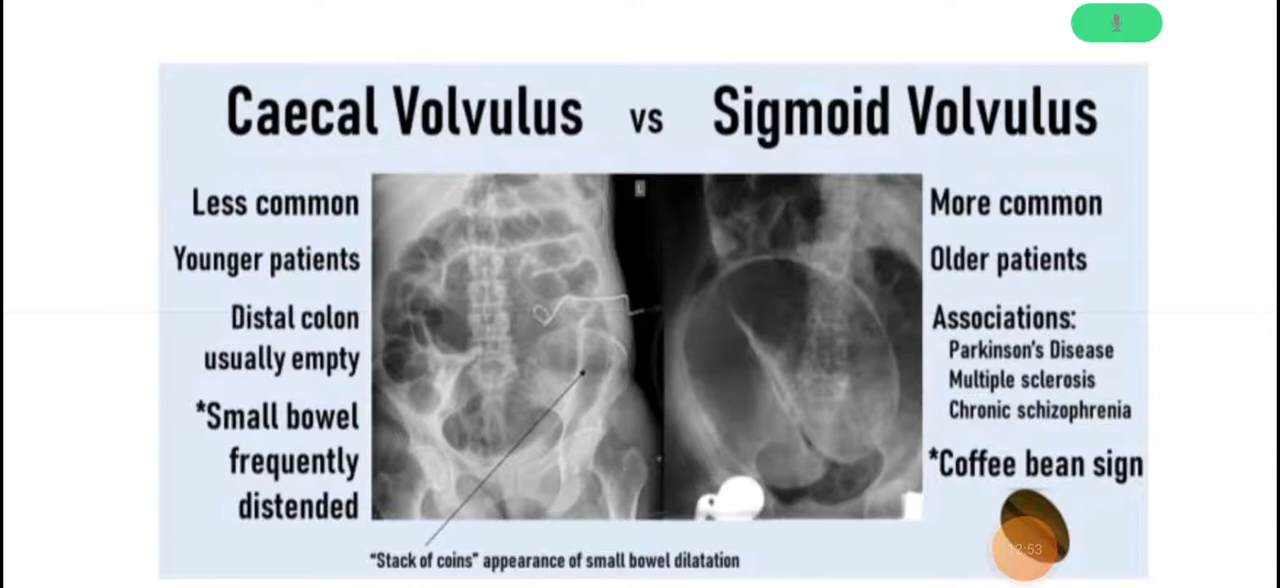 Caecal Volvulus vs Sigmoid Volvulus
Less common
Younger patients
Distal colon
usually empty
*Small bowel
frequently
distended
L
More common
Older patients
Associations:
Parkinson's Disease
Multiple sclerosis
Chronic schizophrenia
*Coffee bean sign
12:53
"Stack of coins" appearance of small bowel dilatation